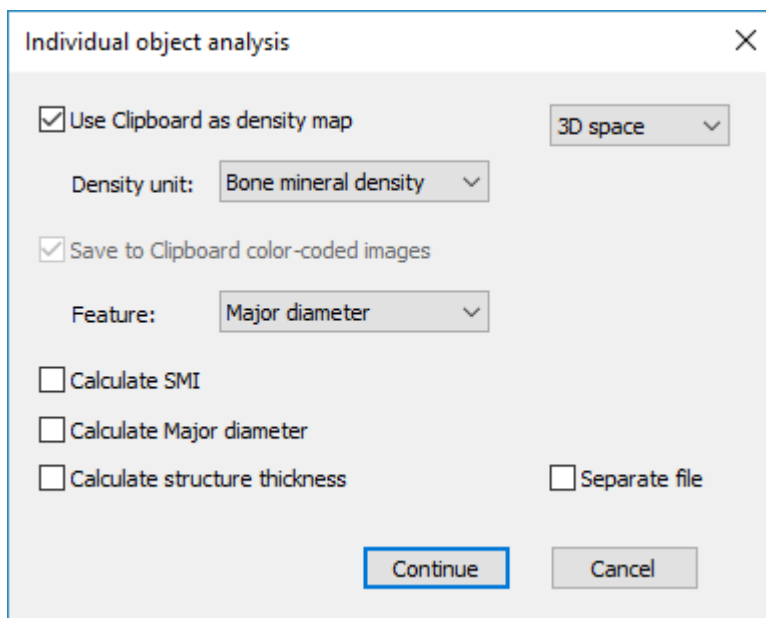 Individual object analysis
Use Clipboard as density map
3D space
Density unit: Bone mineral density
Save to Clipboard color-coded images
Feature: Major diameter
Calculate SMI
Calculate Major diameter
Calculate structure thickness
Separate file
Continue
Cancel